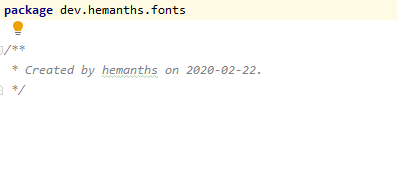 package dev.hemanths.fonts
/**
* Created by hemanths on 2020-02-22.
*/